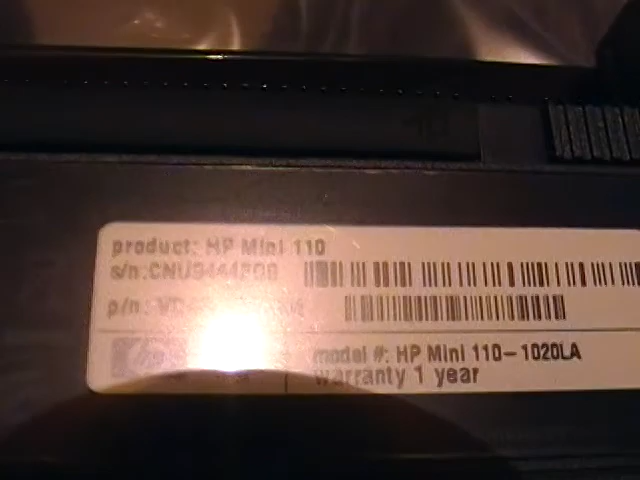 product: HP Mini 110
s/n:
p/n:
model #: HP Mini 110-1020LA
warranty 1 year